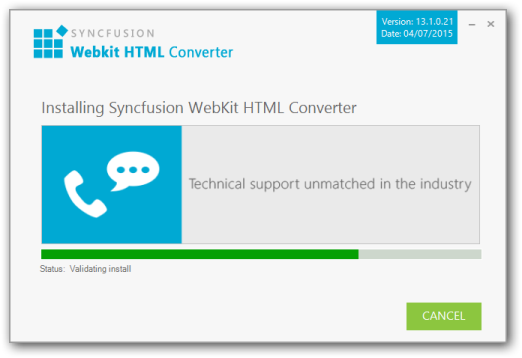 SYNCFUSION
Webkit HTML Converter
Version: 13.1.0.21
Date: 04/07/2015
Installing Syncfusion WebKit HTML Converter
Technical support unmatched in the industry
Status: Validating install
CANCEL